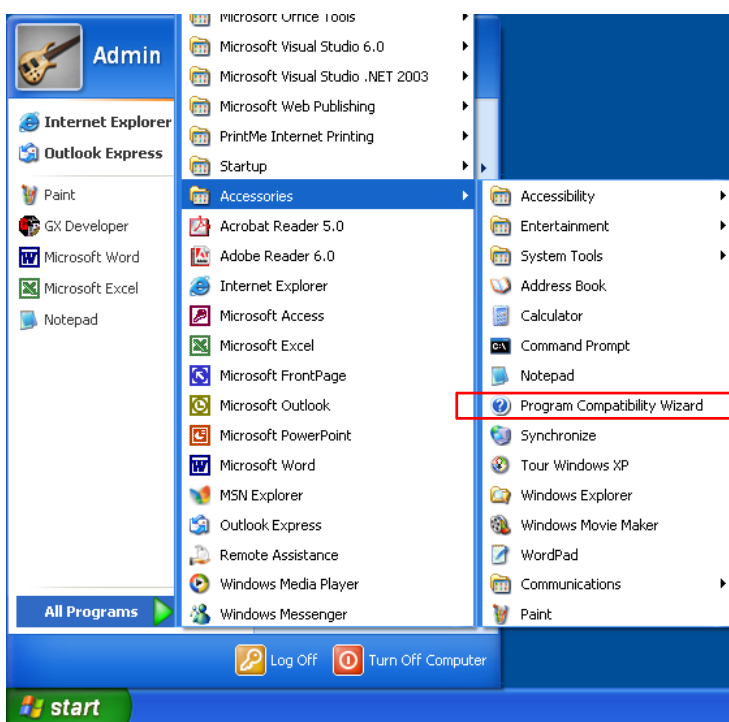 Admin
Internet Explorer
Outlook Express
Paint
GX Developer
Microsoft Word
Microsoft Excel
Notepad
All Programs
Microsoft Office Tools
Microsoft Visual Studio 6.0
Microsoft Visual Studio .NET 2003
Microsoft Web Publishing
PrintMe Internet Printing
Startup
Accessories
Acrobat Reader 5.0
Adobe Reader 6.0
Internet Explorer
Microsoft Access
Microsoft Excel
Microsoft FrontPage
Microsoft Outlook
Microsoft PowerPoint
Microsoft Word
MSN Explorer
Outlook Express
Remote Assistance
Windows Media Player
Windows Messenger
Accessibility
Entertainment
System Tools
Address Book
Calculator
Command Prompt
Notepad
Program Compatibility Wizard
Synchronize
Tour Windows XP
Windows Explorer
Windows Movie Maker
WordPad
Communications
Paint
Log Off
Turn Off Computer
start